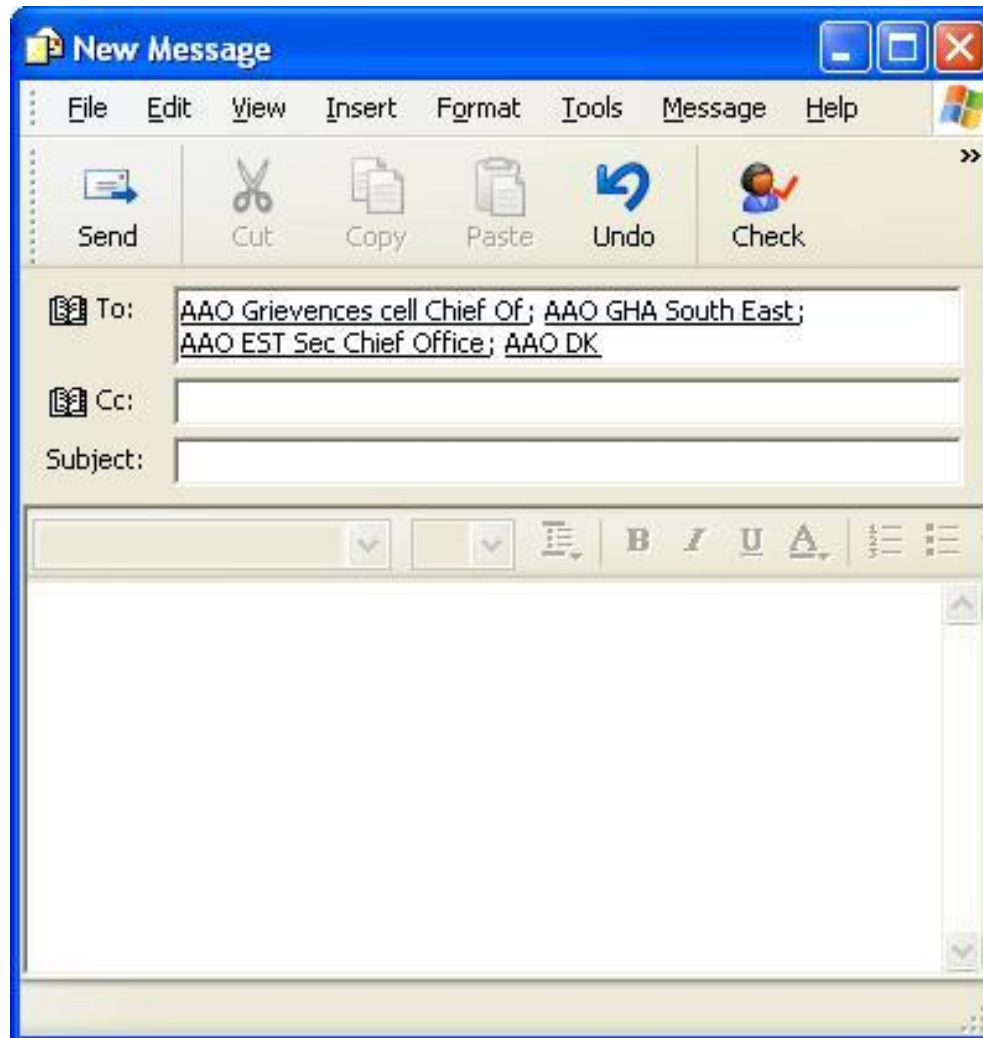 New Message
File Edit View Insert Format Tools Message Help
Send Cut Copy Paste Undo Check
To: AAO Grievences cell Chief Of; AAO GHA South East;
AAO EST Sec Chief Office; AAO DK
Cc:
Subject:
B I U A